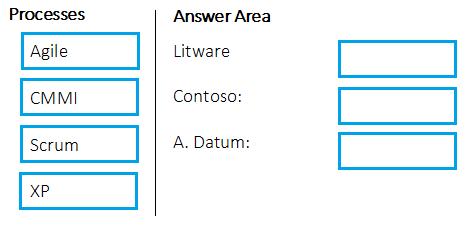 Processes
Agile
CMMI
Scrum
XP
Answer Area
Litware
Contoso:
A. Datum: